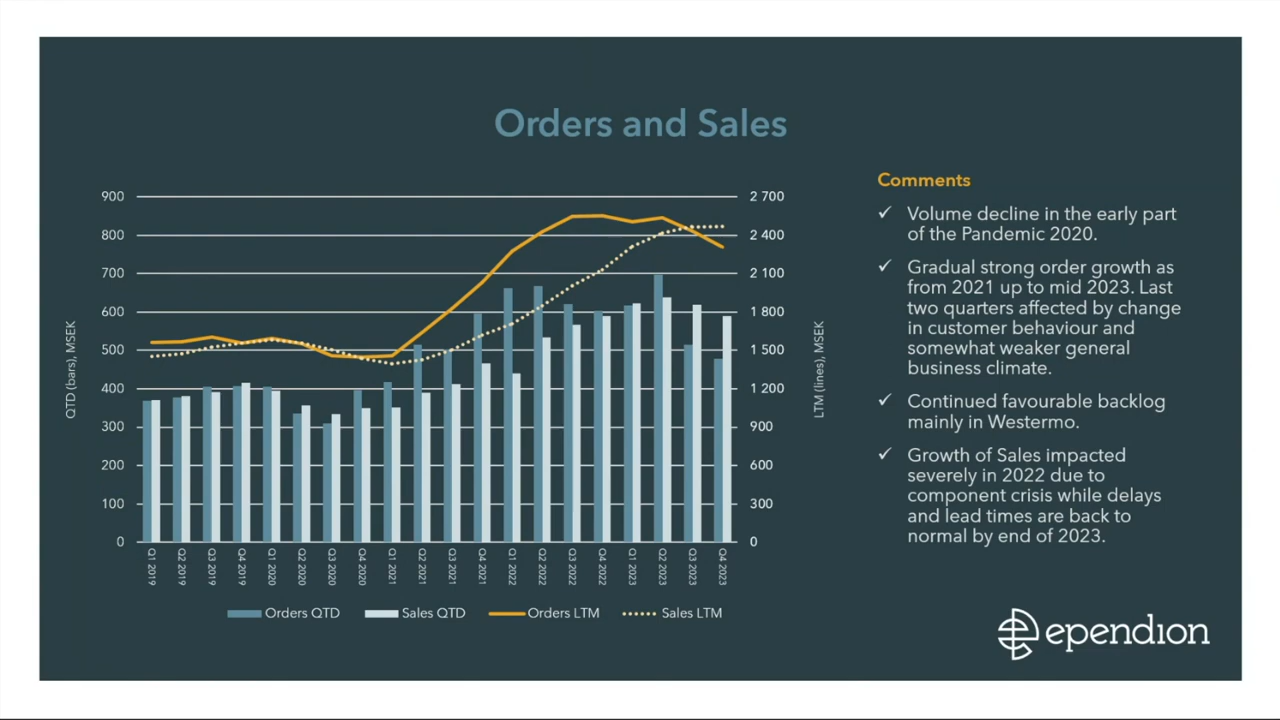 Orders and Sales
900
800
700
600
500
400
300
200
100
0
QTD (bars), MSEK
2 700
2 400
2 100
1 800
1 500
1 200
900
600
300
0
LTM (lines), MSEK
Q1 2019
Q2 2019
Q3 2019
Q4 2019
Q1 2020
Q2 2020
Q3 2020
Q4 2020
Q1 2021
Q2 2021
Q3 2021
Q4 2021
Q1 2022
Q2 2022
Q3 2022
Q4 2022
Q1 2023
Q2 2023
Q3 2023
Q4 2023
Orders QTD
Sales QTD
Orders LTM
Sales LTM
Comments
Volume decline in the early part
of the Pandemic 2020.
Gradual strong order growth as
from 2021 up to mid 2023. Last
two quarters affected by change
in customer behaviour and
somewhat weaker general
business climate.
Continued favourable backlog
mainly in Westermo.
Growth of Sales impacted
severely in 2022 due to
component crisis while delays
and lead times are back to
normal by end of 2023.
ependion